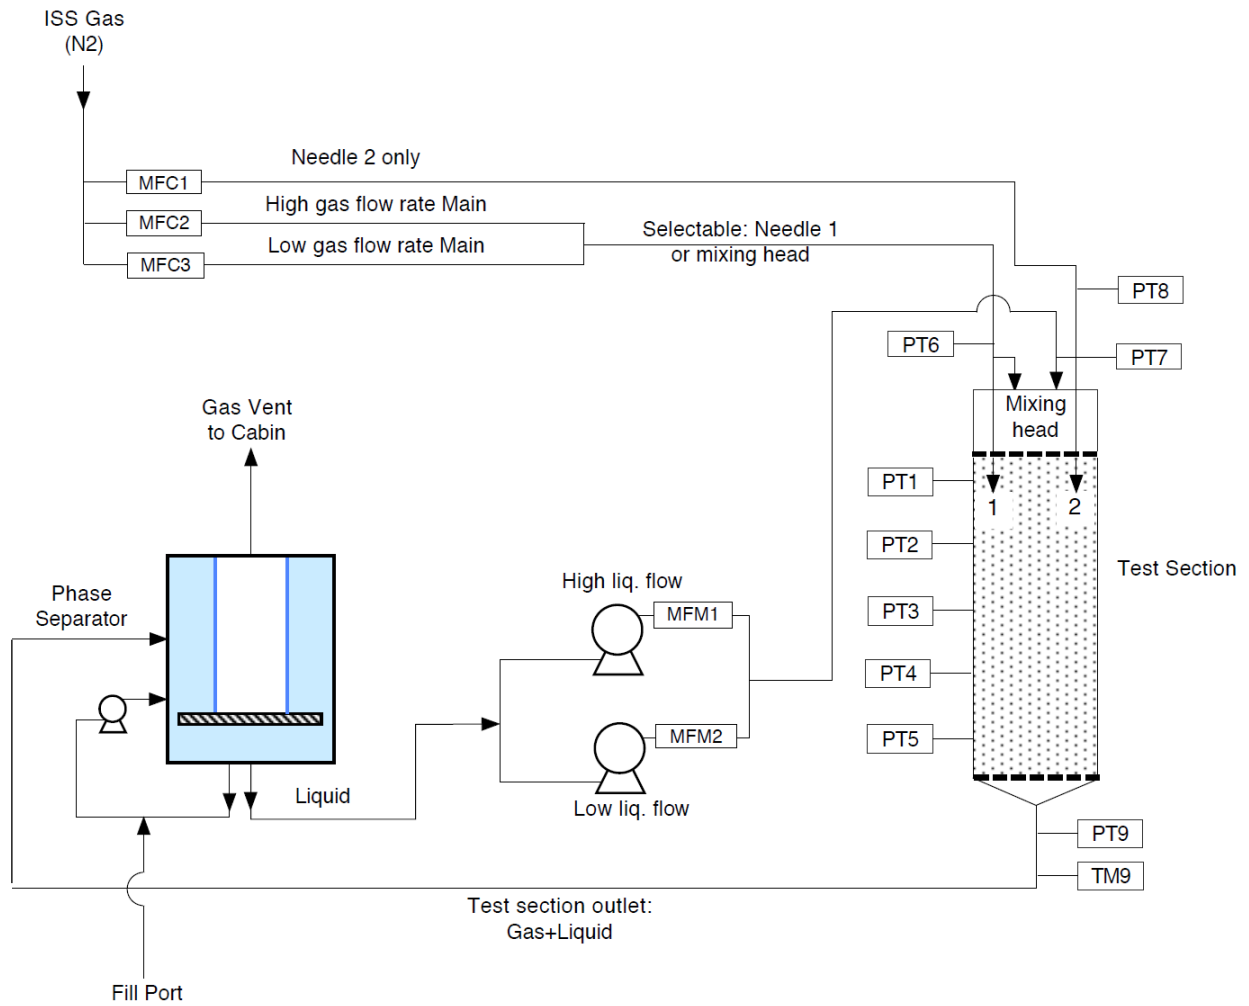 ISS Gas
(N2)
Needle 2 only
MFC1
High gas flow rate Main
MFC2
Low gas flow rate Main
MFC3
Selectable: Needle 1
or mixing head
PT8
PT6
PT7
Mixing
head
Gas Vent
to Cabin
PT1
1
2
PT2
Test Section
High liq. flow
MFM1
Phase
Separator
PT3
PT4
MFM2
PT5
Low liq. flow
Liquid
PT9
TM9
Test section outlet:
Gas+Liquid
Fill Port